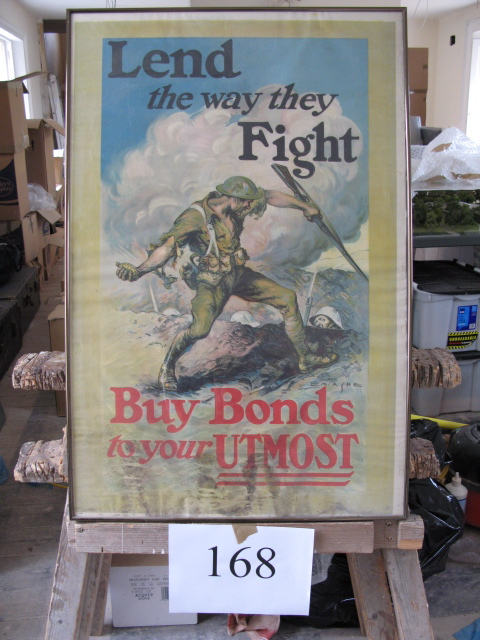 Lend
the way they
Fight
Buy Bonds
to your UTMOST
168